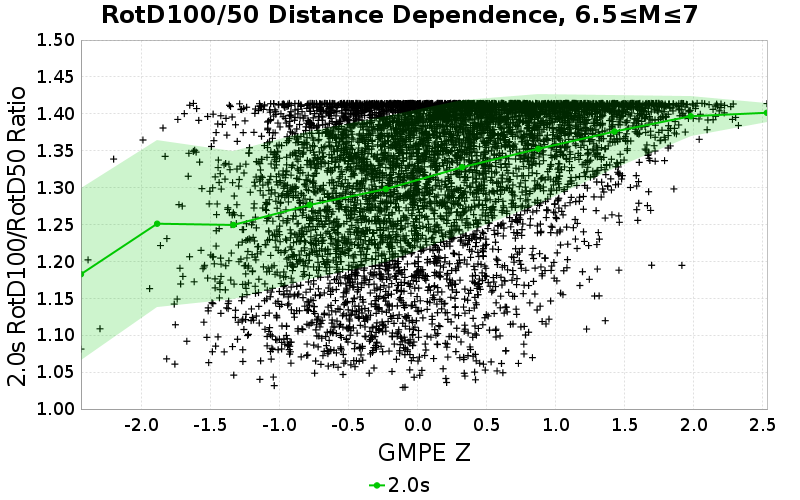 RotD100/50 Distance Dependence, 6.5≤M≤7
2.0s RotD100/RotD50 Ratio
1.50
1.45
1.40
1.35
1.30
1.25
1.20
1.15
1.10
1.05
1.00
-2.0 -1.5 -1.0 -0.5 0.0 0.5 1.0 1.5 2.0 2.5
GMPE Z
2.0s